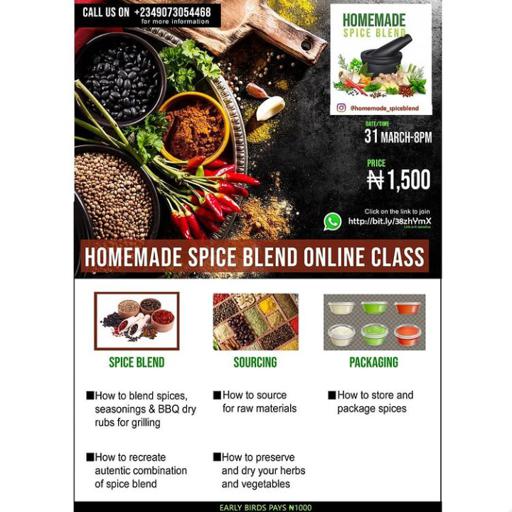 CALL US ON +2349073054468
for more information
HOMEMADE
SPICE BLEND
@homemade_spiceblend
DATE/TIME
31 MARCH-8PM
PRICE
₦1,500
Click on the link to join
http://bit.ly/38zhYmX
HOMEMADE SPICE BLEND ONLINE CLASS
SPICE BLEND
■How to blend spices,
seasonings & BBQ dry
rubs for grilling
■How to recreate
autentic combination
of spice blend
SOURCING
■How to source
for raw materials
■How to preserve
and dry your herbs
and vegetables
PACKAGING
■How to store and
package spices
EARLY BIRDS PAYS ₦1000